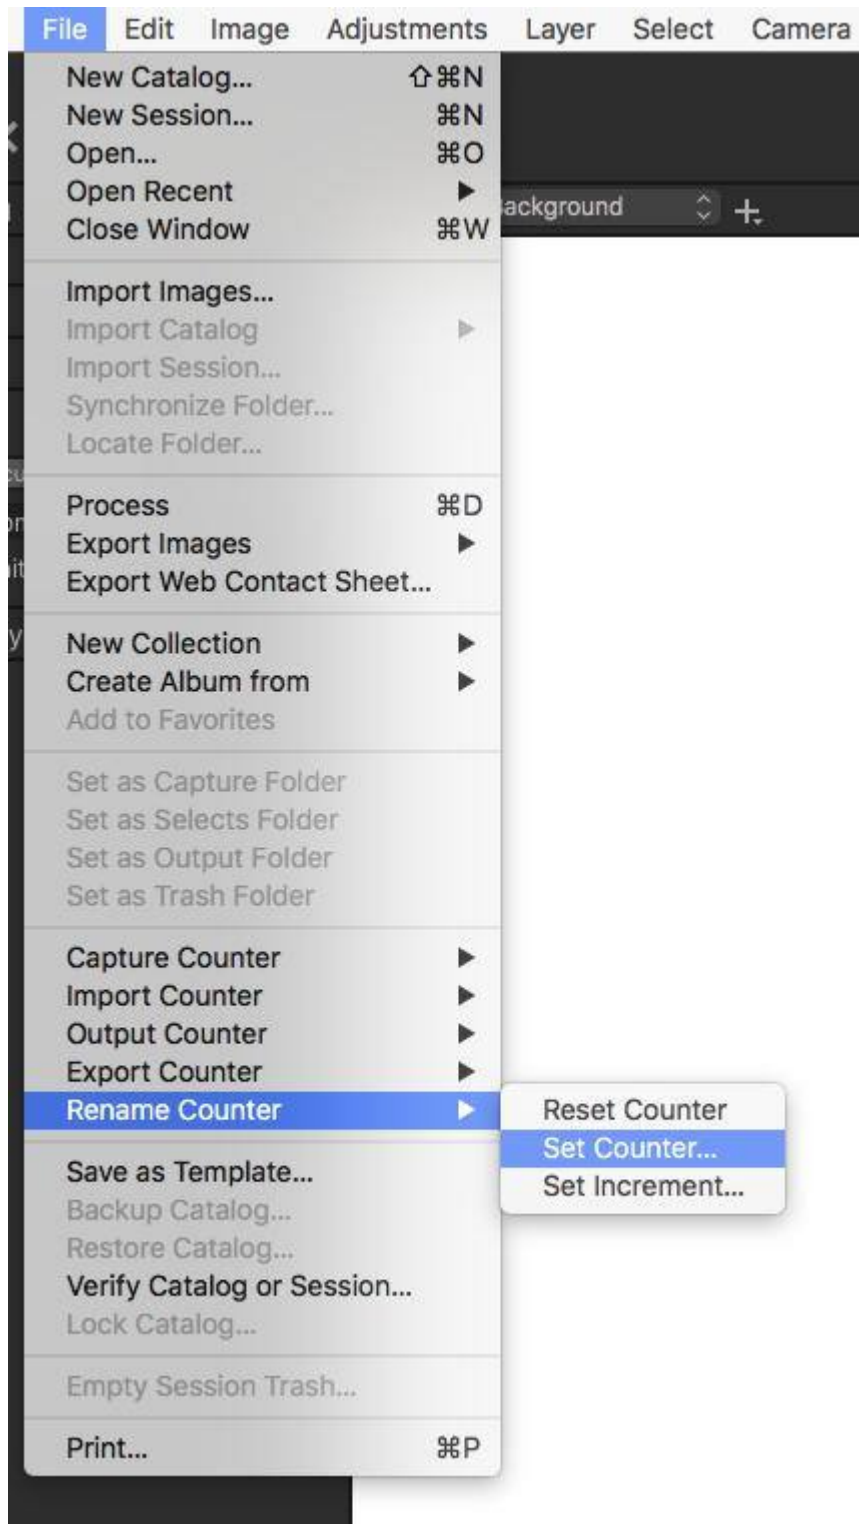 File Edit Image Adjustments Layer Select Camera
New Catalog... ⇧⌘N
New Session... ⌘N
Open... ⌘O
Open Recent ▶
Close Window ⌘W
Import Images...
Import Catalog ▶
Import Session...
Synchronize Folder...
Locate Folder...
Process ⌘D
Export Images ▶
Export Web Contact Sheet...
New Collection ▶
Create Album from ▶
Add to Favorites
Set as Capture Folder
Set as Selects Folder
Set as Output Folder
Set as Trash Folder
Capture Counter ▶
Import Counter ▶
Output Counter ▶
Export Counter ▶
Rename Counter ▶
Reset Counter
Set Counter...
Set Increment...
Save as Template...
Backup Catalog...
Restore Catalog...
Verify Catalog or Session...
Lock Catalog...
Empty Session Trash...
Print... ⌘P
ackground